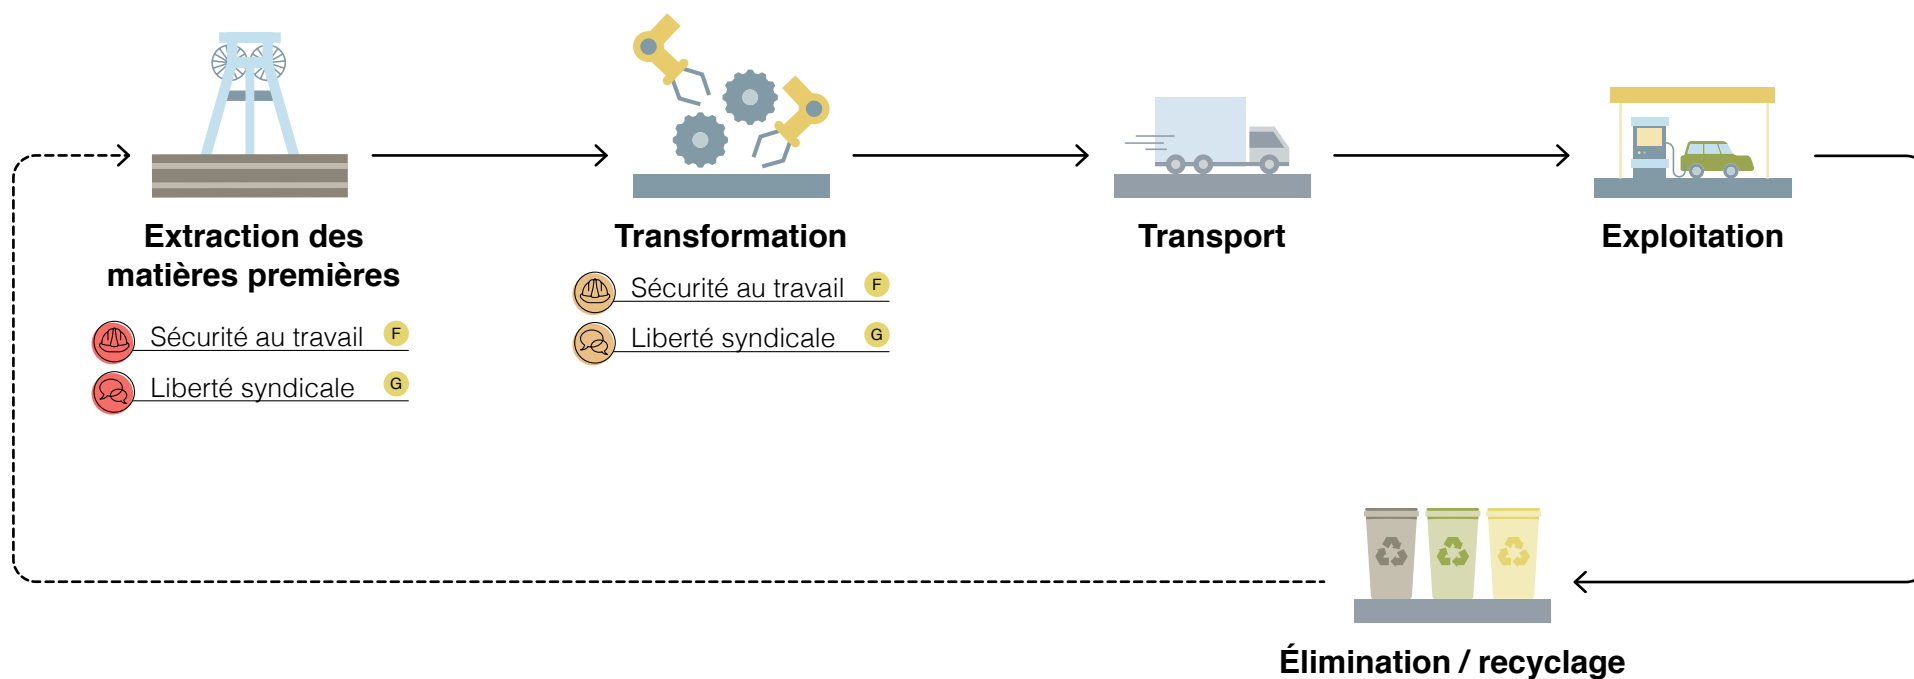 Extraction des
matières premières
Sécurité au travail F
Liberté syndicale G
Transformation
Sécurité au travail F
Liberté syndicale G
Transport
Exploitation
Élimination / recyclage